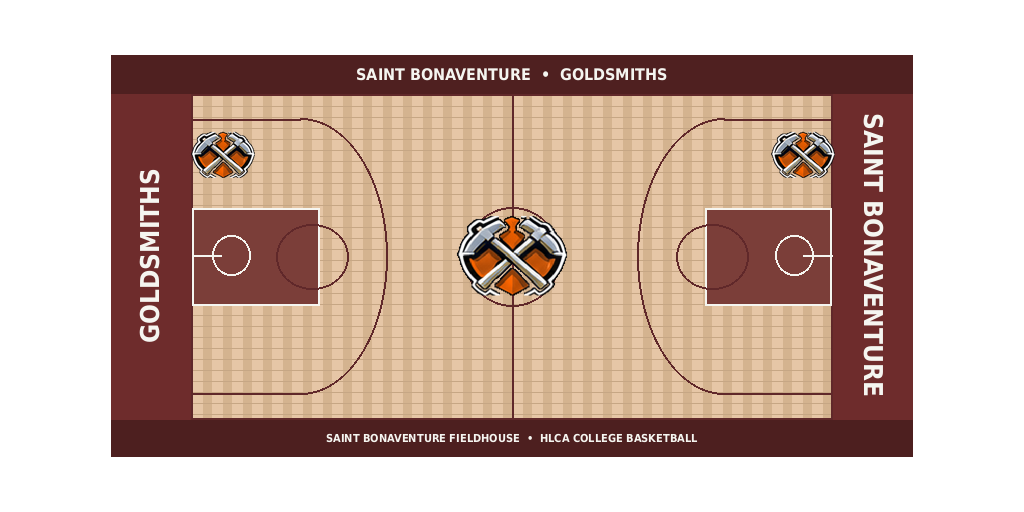 SAINT BONAVENTURE • GOLDSMITHS
GOLDSMITHS
SAINT BONAVENTURE
SAINT BONAVENTURE FIELDHOUSE • HLCA COLLEGE BASKETBALL